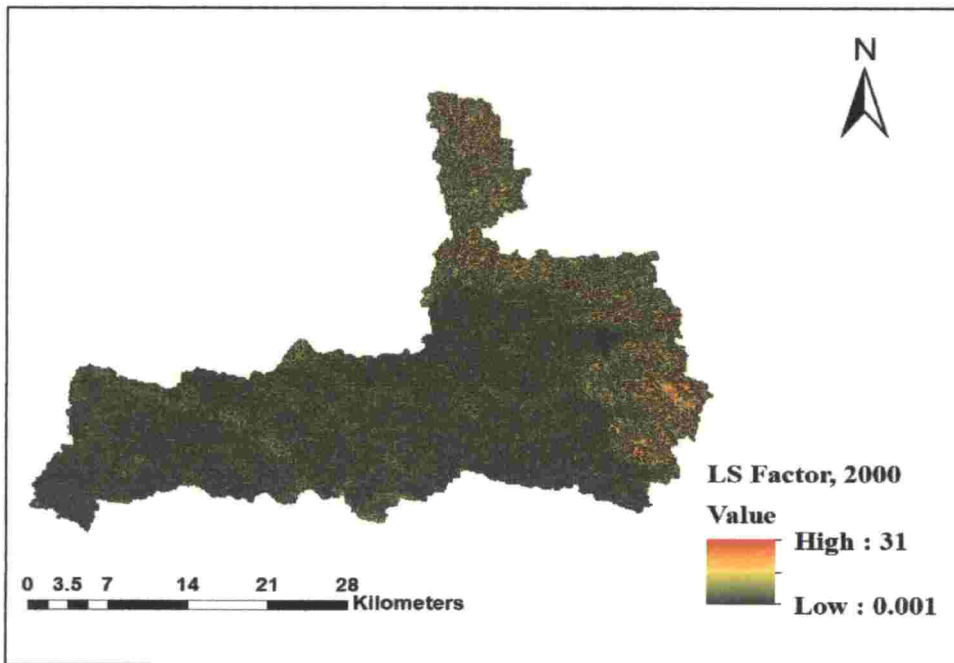 N
LS Factor, 2000
Value
High : 31
Low : 0.001
0 3.5 7 14 21 28
Kilometers